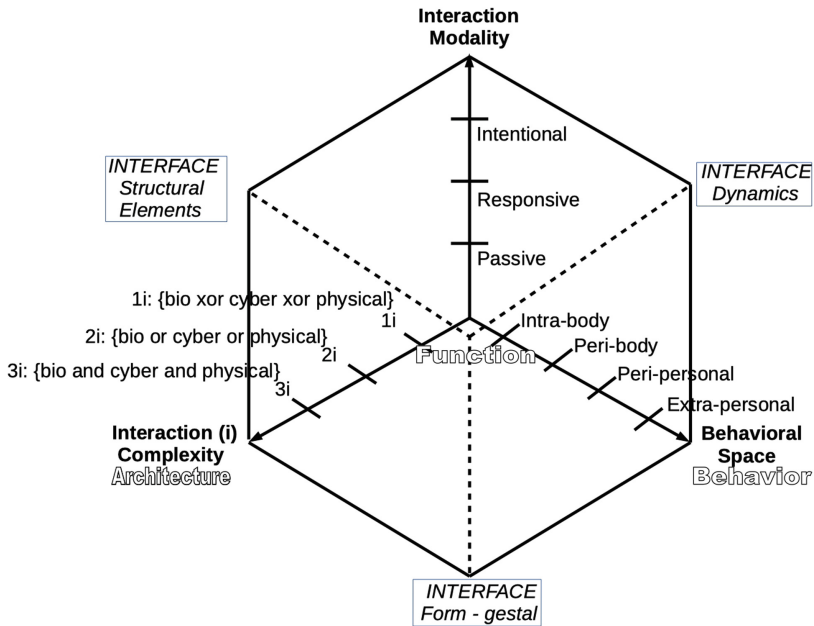 Interaction
Modality
Intentional
INTERFACE
Structural
Elements
INTERFACE
Dynamics
Responsive
Passive
1i: {bio xor cyber xor physical}
1i
Intra-body
2i: {bio or cyber or physical}
2i
Function
Peri-body
3i: {bio and cyber and physical}
3i
Peri-personal
Extra-personal
Interaction (i)
Complexity
Architecture
Behavioral
Space
Behavior
INTERFACE
Form - gestal